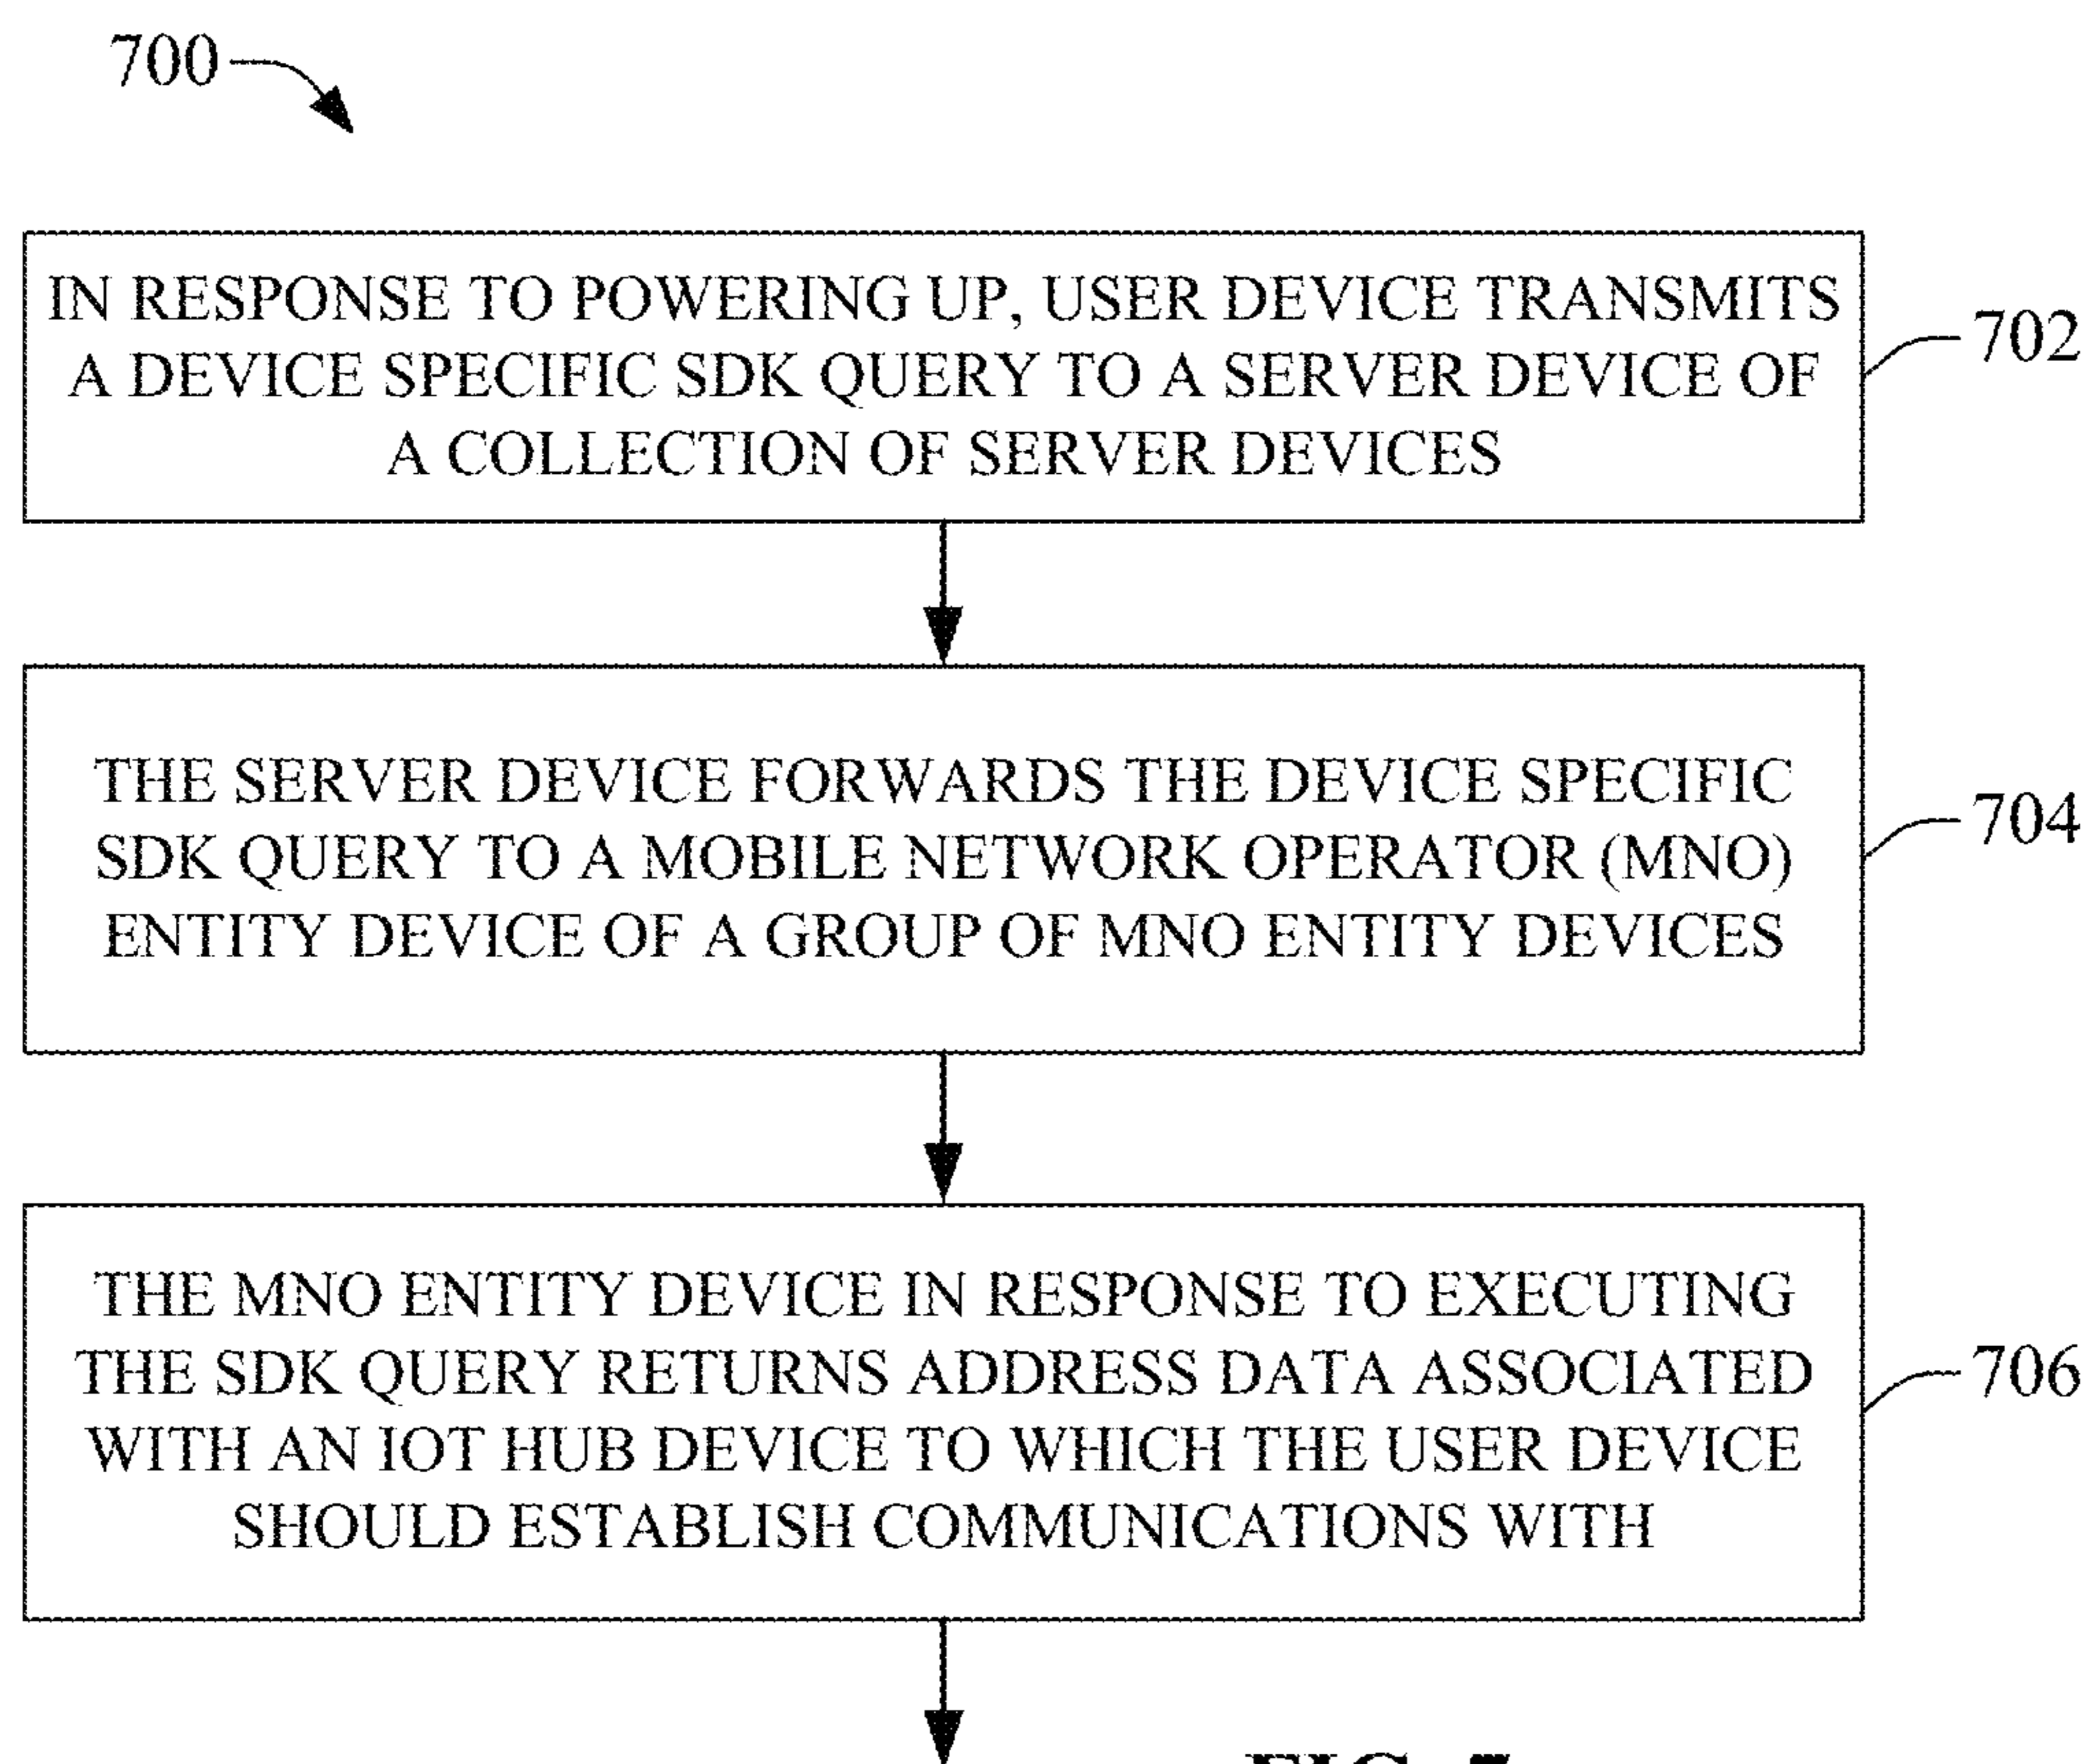 700
IN RESPONSE TO POWERING UP, USER DEVICE TRANSMITS
A DEVICE SPECIFIC SDK QUERY TO A SERVER DEVICE OF
A COLLECTION OF SERVER DEVICES
702
THE SERVER DEVICE FORWARDS THE DEVICE SPECIFIC
SDK QUERY TO A MOBILE NETWORK OPERATOR (MNO)
ENTITY DEVICE OF A GROUP OF MNO ENTITY DEVICES
704
THE MNO ENTITY DEVICE IN RESPONSE TO EXECUTING
THE SDK QUERY RETURNS ADDRESS DATA ASSOCIATED
WITH AN IOT HUB DEVICE TO WHICH THE USER DEVICE
SHOULD ESTABLISH COMMUNICATIONS WITH
706